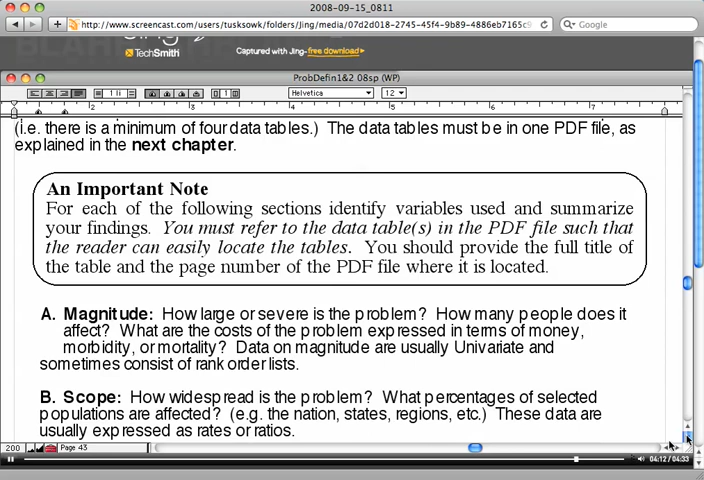 2008-09-15_0811
http://www.screencast.com/users/tusksowk/folders/Jing/media/07d2d018-2745-45f4-9b89-4886eb7165c9
Google
TechSmith
Captured with Jing-free download
ProbDefin1&2 08sp (WP)
Helvetica
12
2
3
4
5
6
7
(i.e. there is a minimum of four data tables.) The data tables must be in one PDF file, as
explained in the next chapter.
An Important Note
For each of the following sections identify variables used and summarize
your findings. You must refer to the data table(s) in the PDF file such that
the reader can easily locate the tables. You should provide the full title of
the table and the page number of the PDF file where it is located.
A. Magnitude: How large or severe is the problem? How many people does it
affect? What are the costs of the problem expressed in terms of money,
morbidity, or mortality? Data on magnitude are usually Univariate and
sometimes consist of rank order lists.
B. Scope: How widespread is the problem? What percentages of selected
populations are affected? (e.g. the nation, states, regions, etc.) These data are
usually expressed as rates or ratios.
200
Page 43
04:12 / 04:33